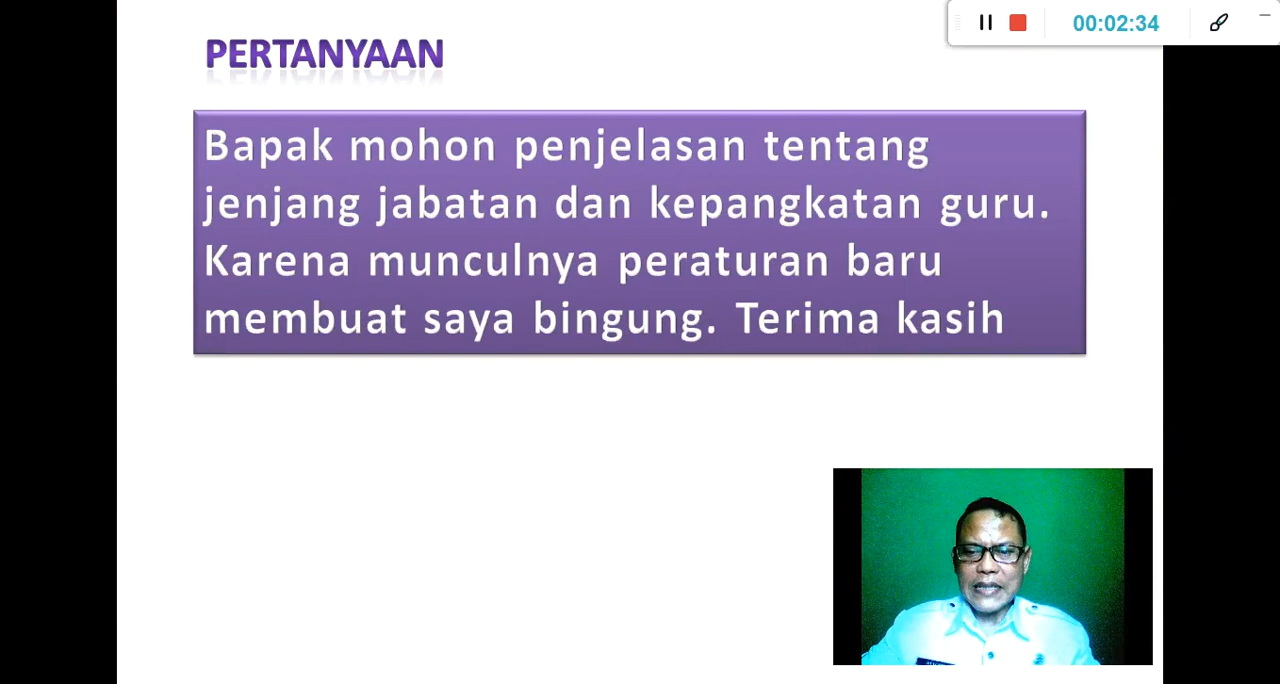 00:02:34
PERTANYAAN
Bapak mohon penjelasan tentang
jenjang jabatan dan kepangkatan guru.
Karena munculnya peraturan baru
membuat saya bingung. Terima kasih